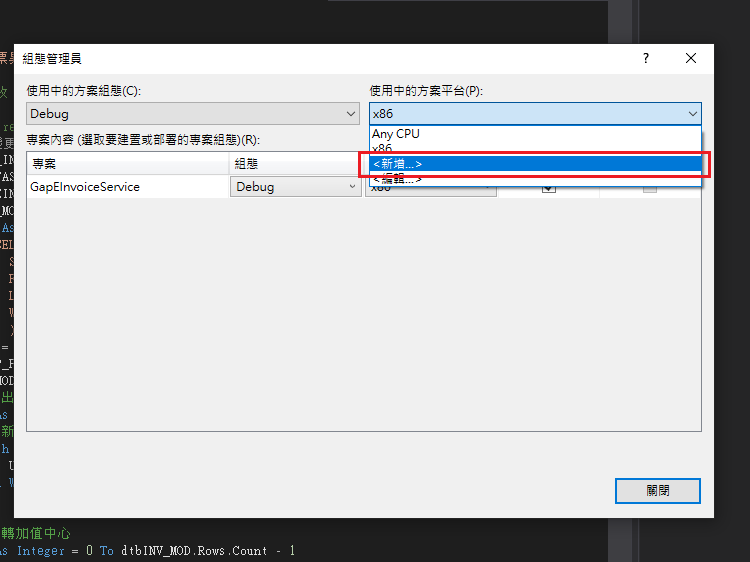 組態管理員
?
使用中的方案組態(C):
使用中的方案平台(P):
Debug
x86
Any CPU
x86
<新增...>
<編輯...>
專案內容 (選取要建置或部署的專案組態)(R):
專案
組態
GapEInvoiceService
Debug
x86
關閉
出
As
新
轉加值中心
As Integer = 0 To dtbINV_MOD.Rows.Count - 1